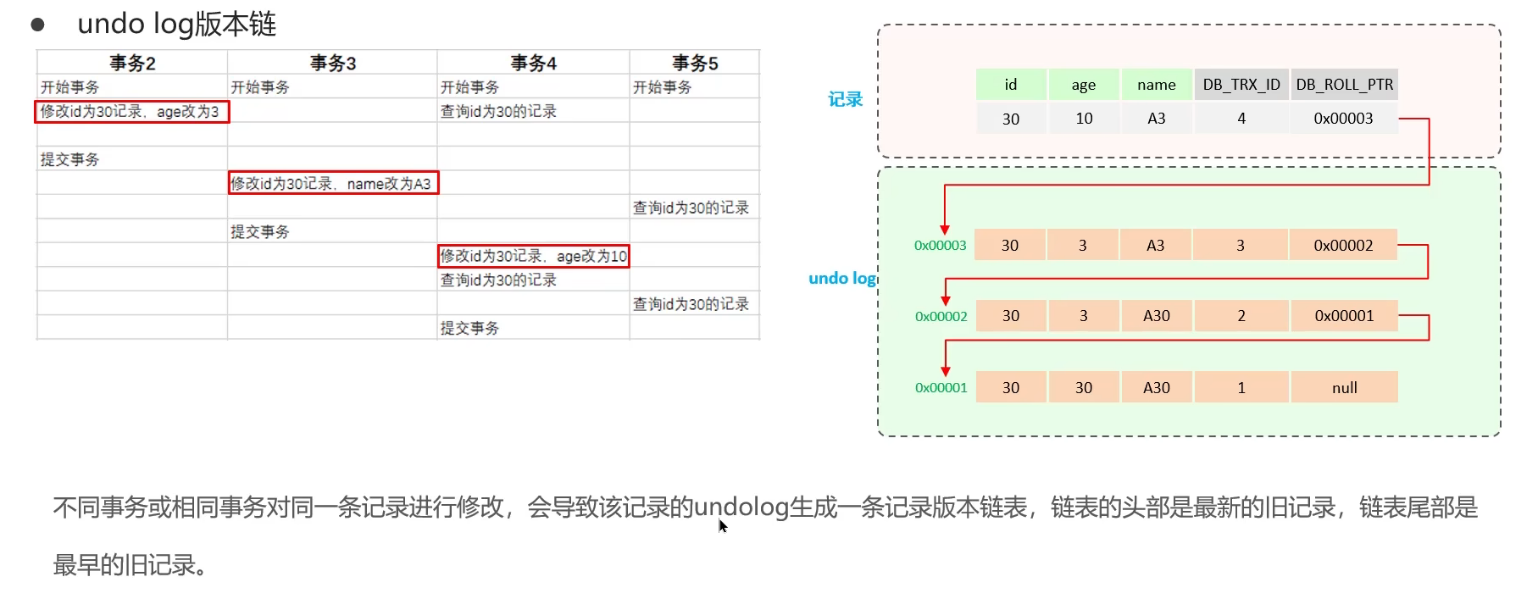 ● undo log版本链
事务2 事务3 事务4 事务5
开始事务 开始事务 开始事务 开始事务
修改id为30记录，age改为3 查询id为30的记录
提交事务
修改id为30记录，name改为A3
查询id为30的记录
提交事务
修改id为30记录，age改为10
查询id为30的记录
查询id为30的记录
提交事务
记录
id age name DB_TRX_ID DB_ROLL_PTR
30 10 A3 4 0x00003
undo log
0x00003 30 3 A3 3 0x00002
0x00002 30 3 A30 2 0x00001
0x00001 30 30 A30 1 null
不同事务或相同事务对同一条记录进行修改，会导致该记录的undolog生成一条记录版本链表，链表的头部是最新的旧记录，链表尾部是
最早的旧记录。